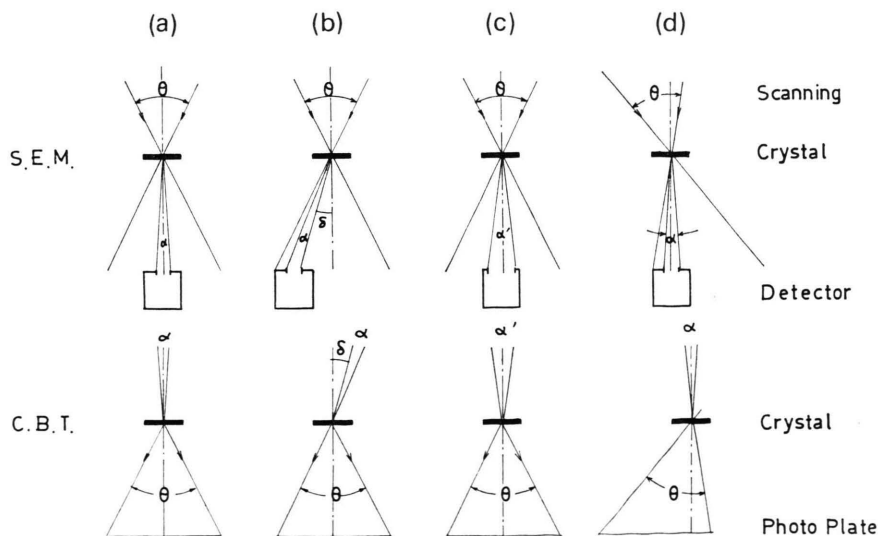 (a) (b) (c) (d)
θ θ θ θ Scanning
S.E.M. Crystal
α α δ α' α
Detector
α δ α α' α
C.B.T. Crystal
θ θ θ θ
Photo Plate